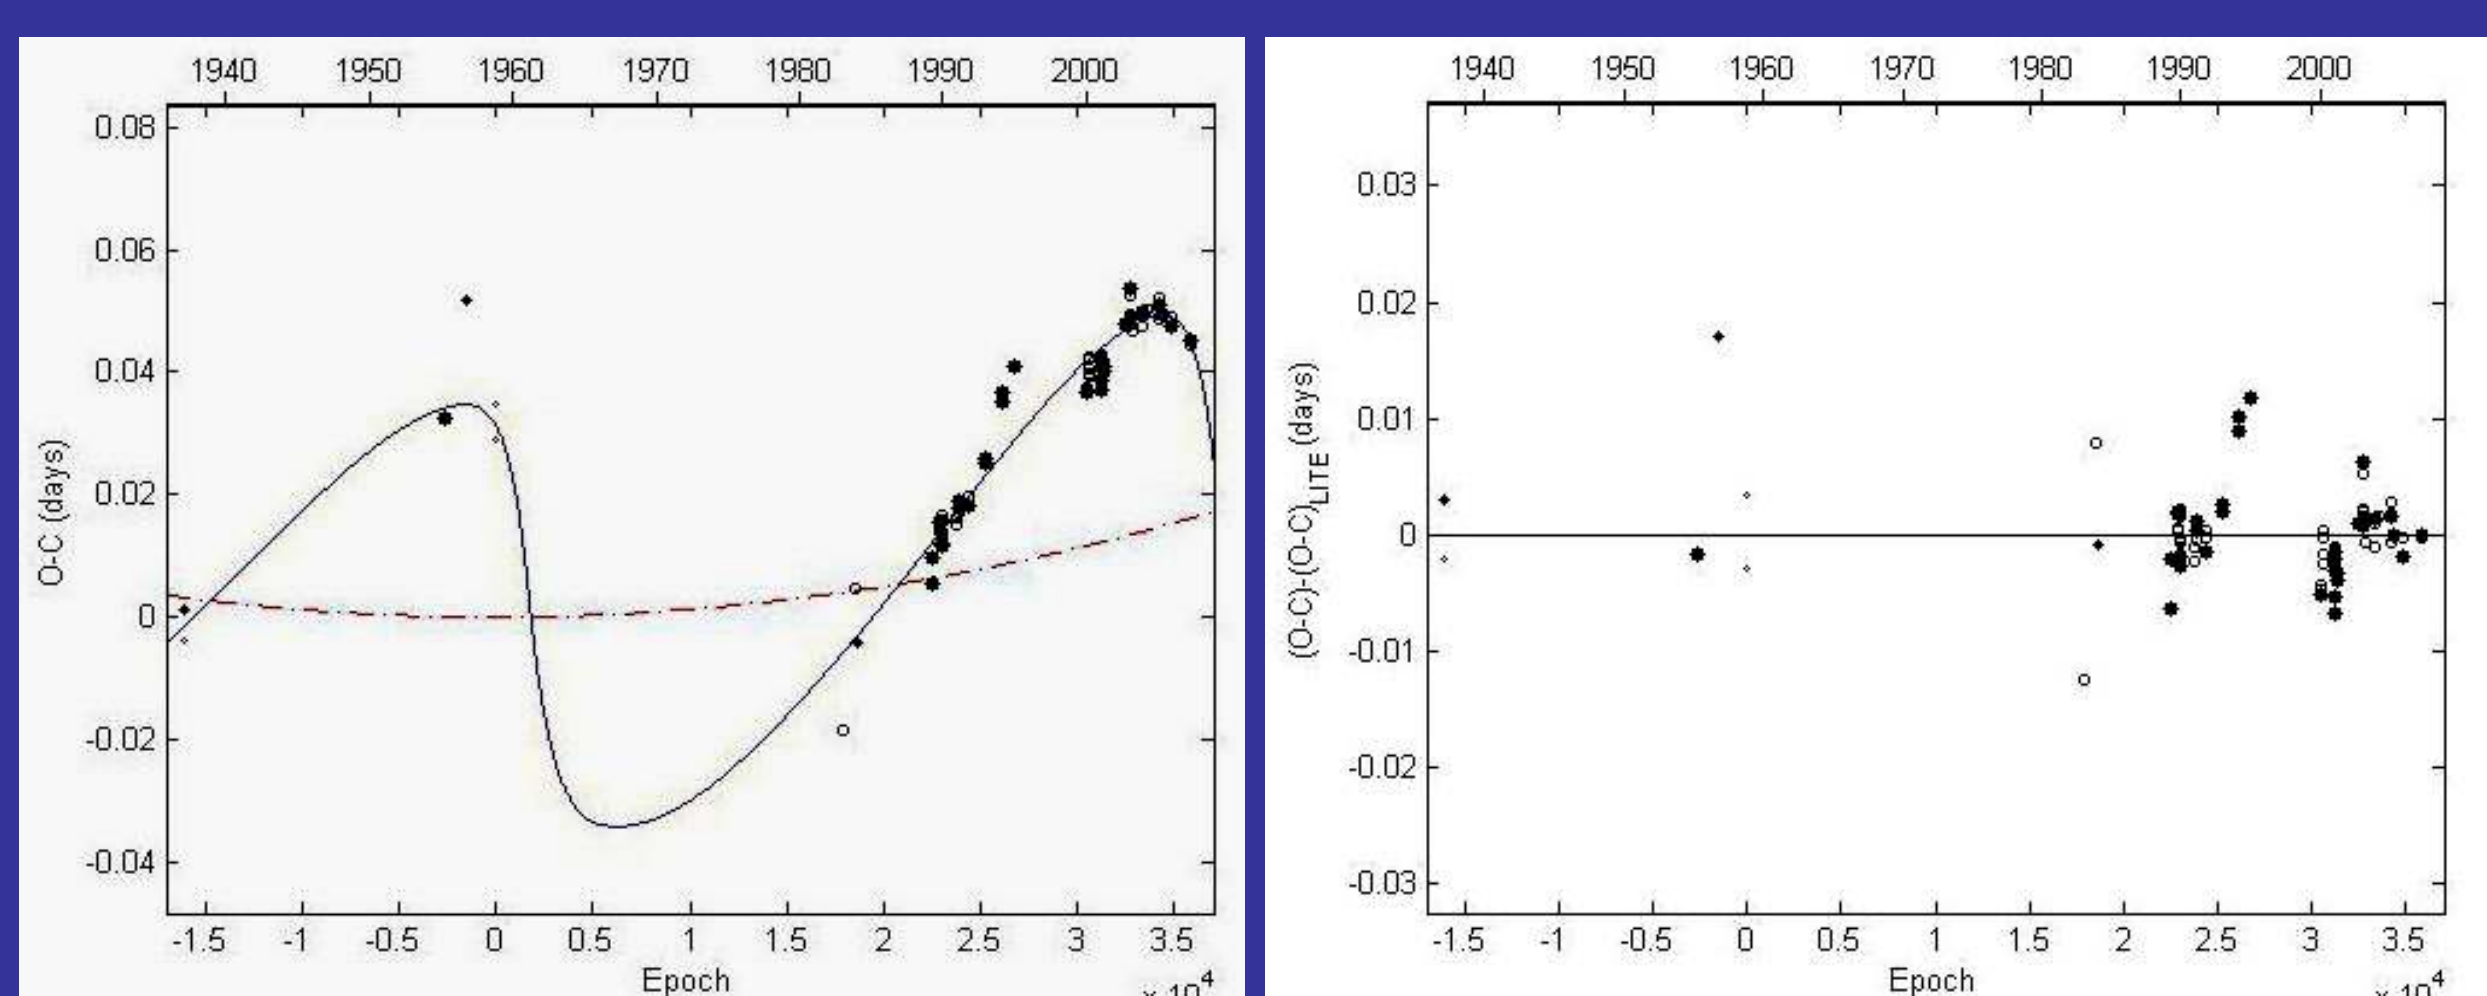 1940 1950 1960 1970 1980 1990 2000
0.08
0.06
0.04
0.02
0
-0.02
-0.04
O-C (days)
-1.5 -1 -0.5 0 0.5 1 1.5 2 2.5 3 3.5
Epoch
x 10^4
1940 1950 1960 1970 1980 1990 2000
0.03
0.02
0.01
0
-0.01
-0.02
-0.03
(O-C)-(O-C)LITE (days)
-1.5 -1 -0.5 0 0.5 1 1.5 2 2.5 3 3.5
Epoch
x 10^4